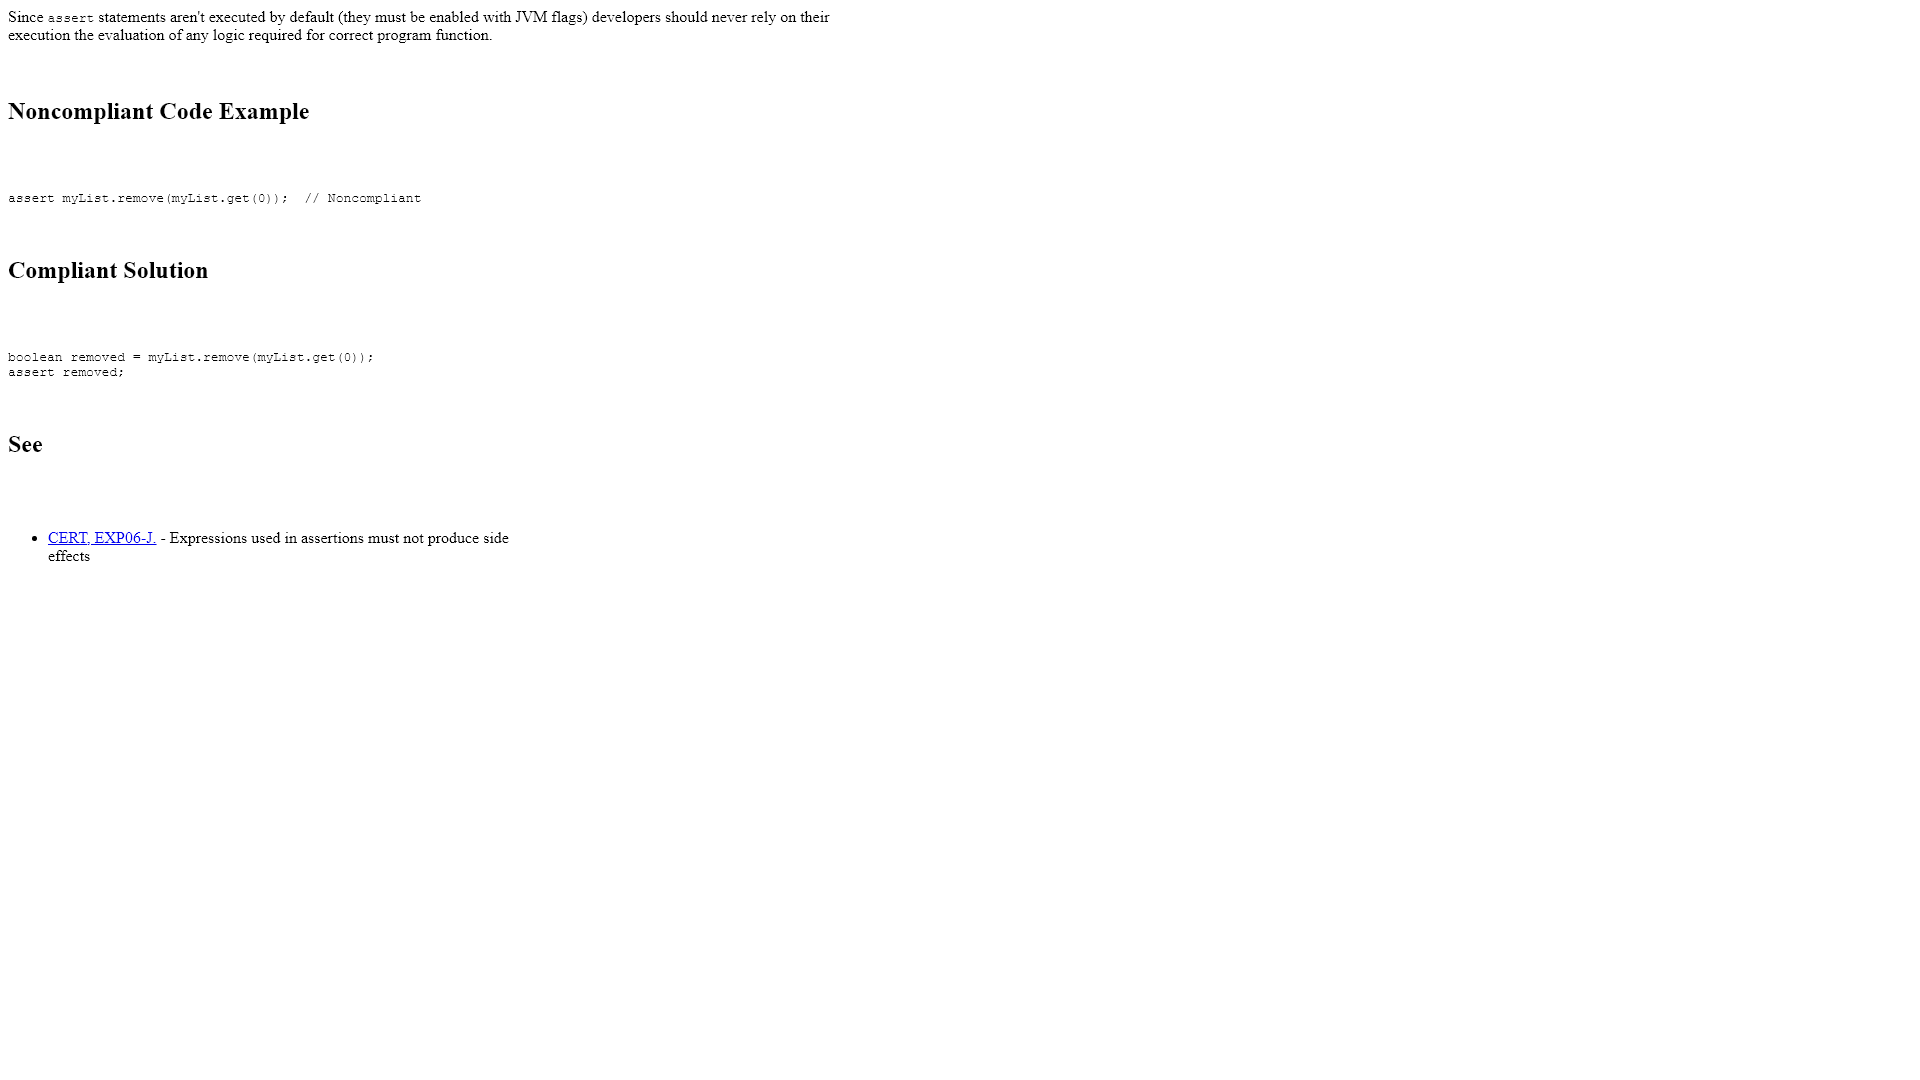 Since assert statements aren't executed by default (they must be enabled with JVM flags) developers should never rely on their
execution the evaluation of any logic required for correct program function.
Noncompliant Code Example
assert myList.remove(myList.get(0));  // Noncompliant
Compliant Solution
boolean removed = myList.remove(myList.get(0));
assert removed;
See
• CERT, EXP06-J. - Expressions used in assertions must not produce side
effects